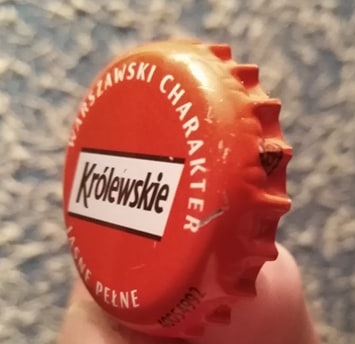 WARSZAWSKI CHARAKTER
Królewskie
JASNE PEŁNE